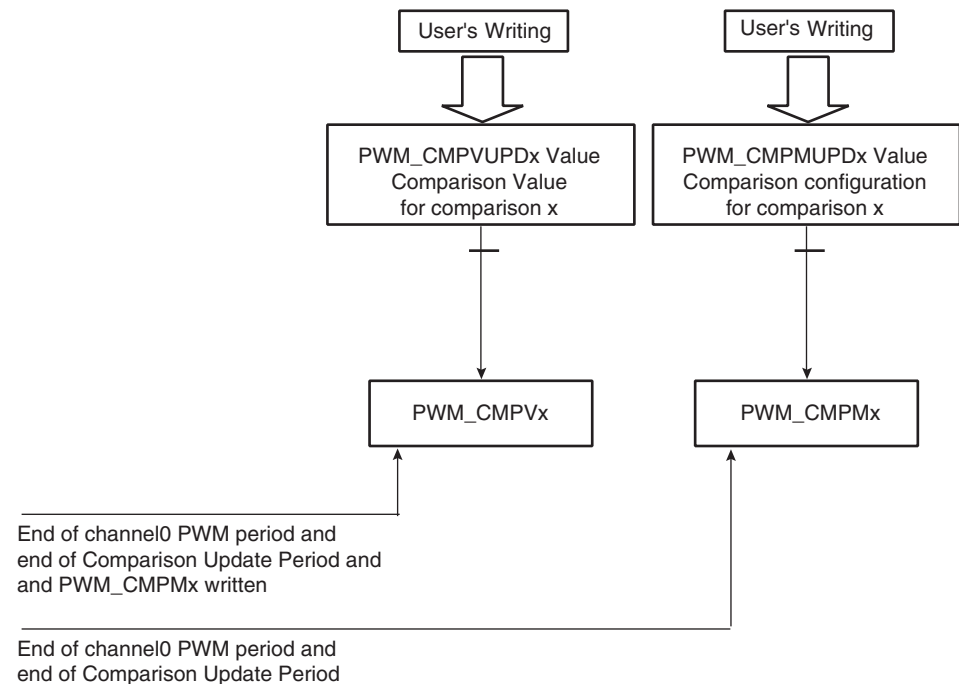 User's Writing
User's Writing
PWM_CMPVUPDx Value
Comparison Value
for comparison x
PWM_CMPMUPDx Value
Comparison configuration
for comparison x
PWM_CMPVx
PWM_CMPMx
End of channel0 PWM period and
end of Comparison Update Period and
and PWM_CMPMx written
End of channel0 PWM period and
end of Comparison Update Period